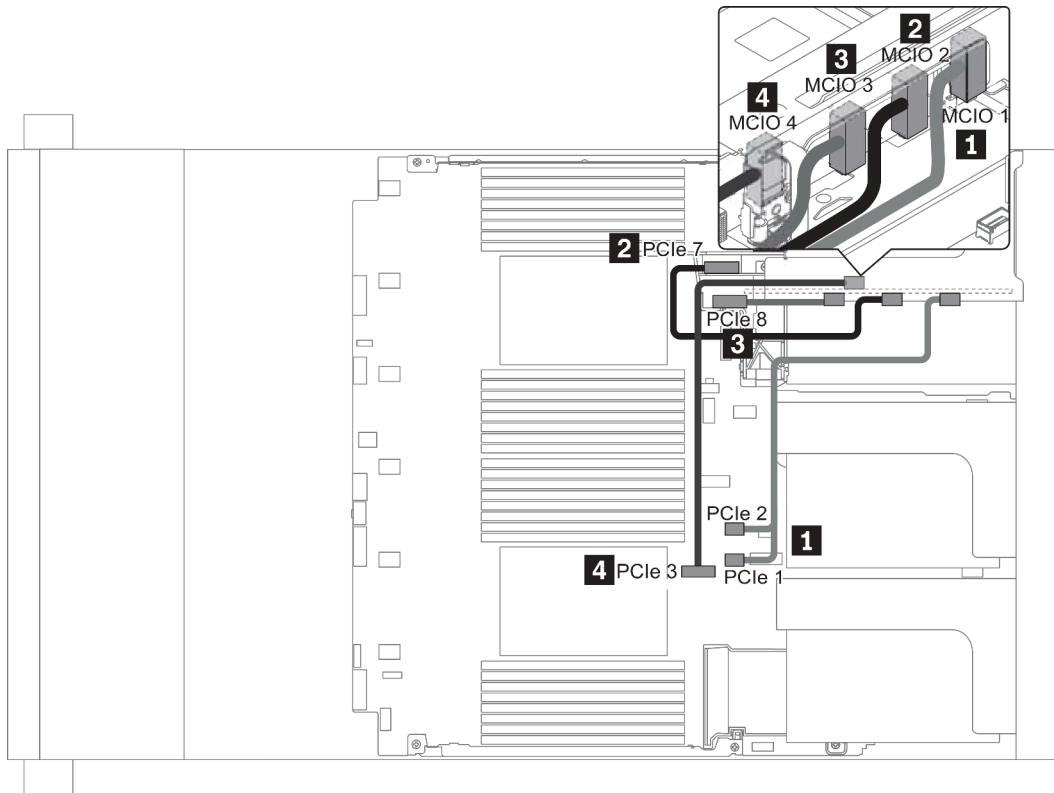 2
MCIO 2
3
MCIO 3
4
MCIO 4
MCIO 1
1
2 PCIe 7
PCIe 8
3
PCIe 2
1
4 PCIe 3
PCIe 1